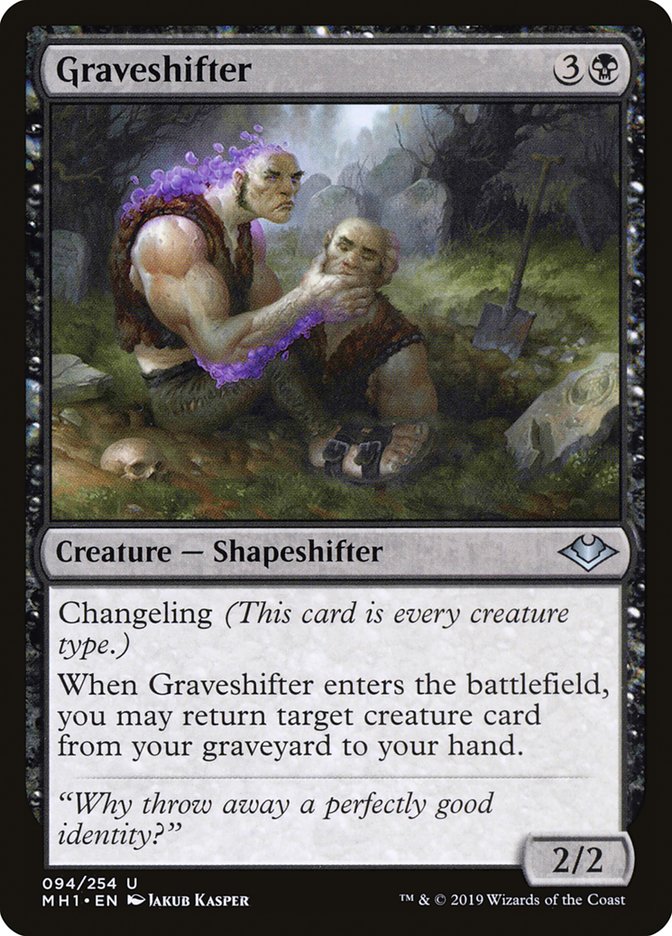 Graveshifter 3
Creature — Shapeshifter
Changeling (This card is every creature
type.)
When Graveshifter enters the battlefield,
you may return target creature card
from your graveyard to your hand.
“Why throw away a perfectly good
identity?”
2/2
094/254 U
MH1 • EN Jakub Kasper
™ & © 2019 Wizards of the Coast